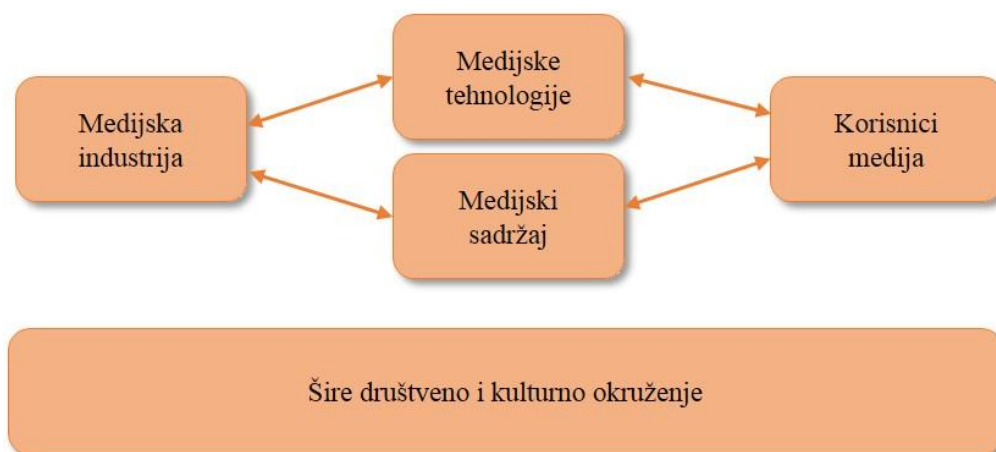 Medijska
industrija
Medijske
tehnologije
Medijski
sadržaj
Korisnici
medija
Šire društveno i kulturno okruženje